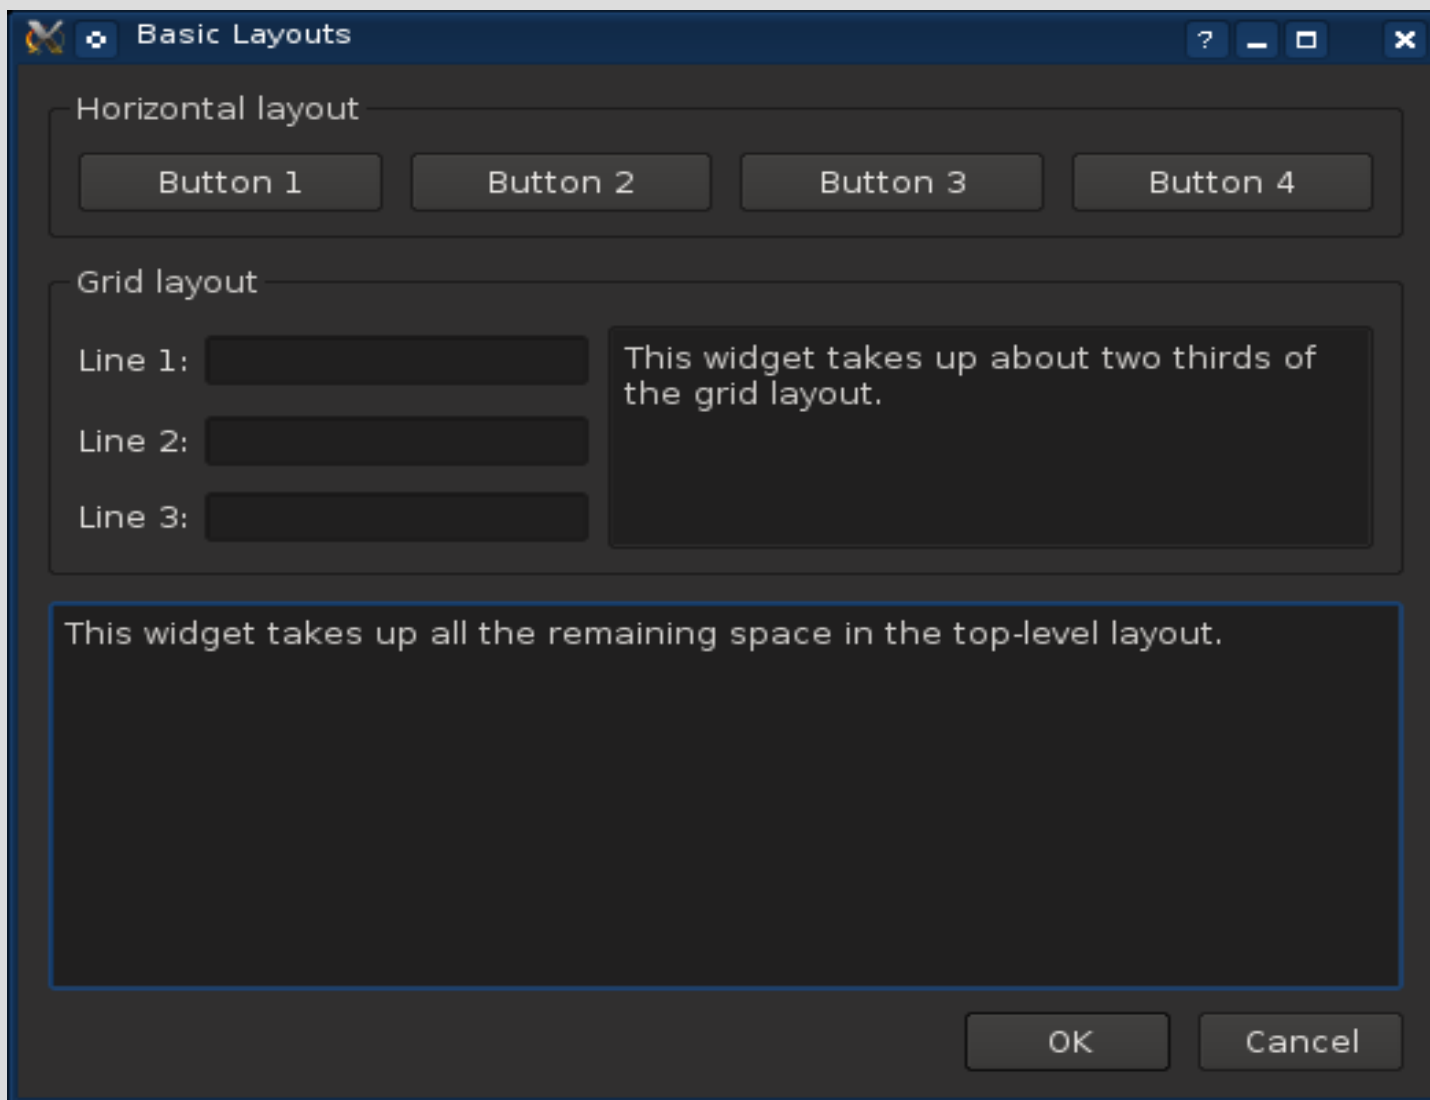 Basic Layouts
?
Horizontal layout
Button 1 Button 2 Button 3 Button 4
Grid layout
Line 1:
Line 2:
Line 3:
This widget takes up about two thirds of
the grid layout.
This widget takes up all the remaining space in the top-level layout.
OK Cancel